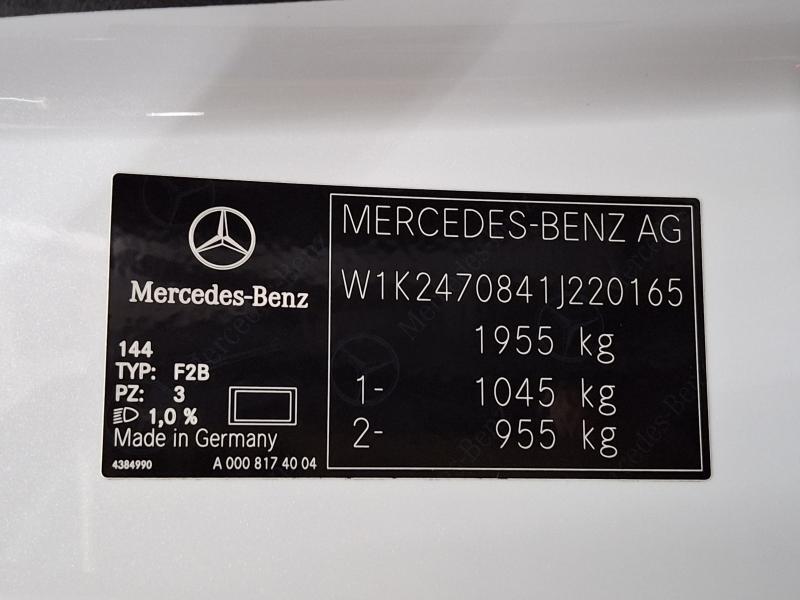 Mercedes-Benz
144
TYP: F2B
PZ: 3
1,0 %
Made in Germany
4384990 A 000 817 40 04
MERCEDES-BENZ AG
W1K2470841J220165
1955 kg
1- 1045 kg
2- 955 kg